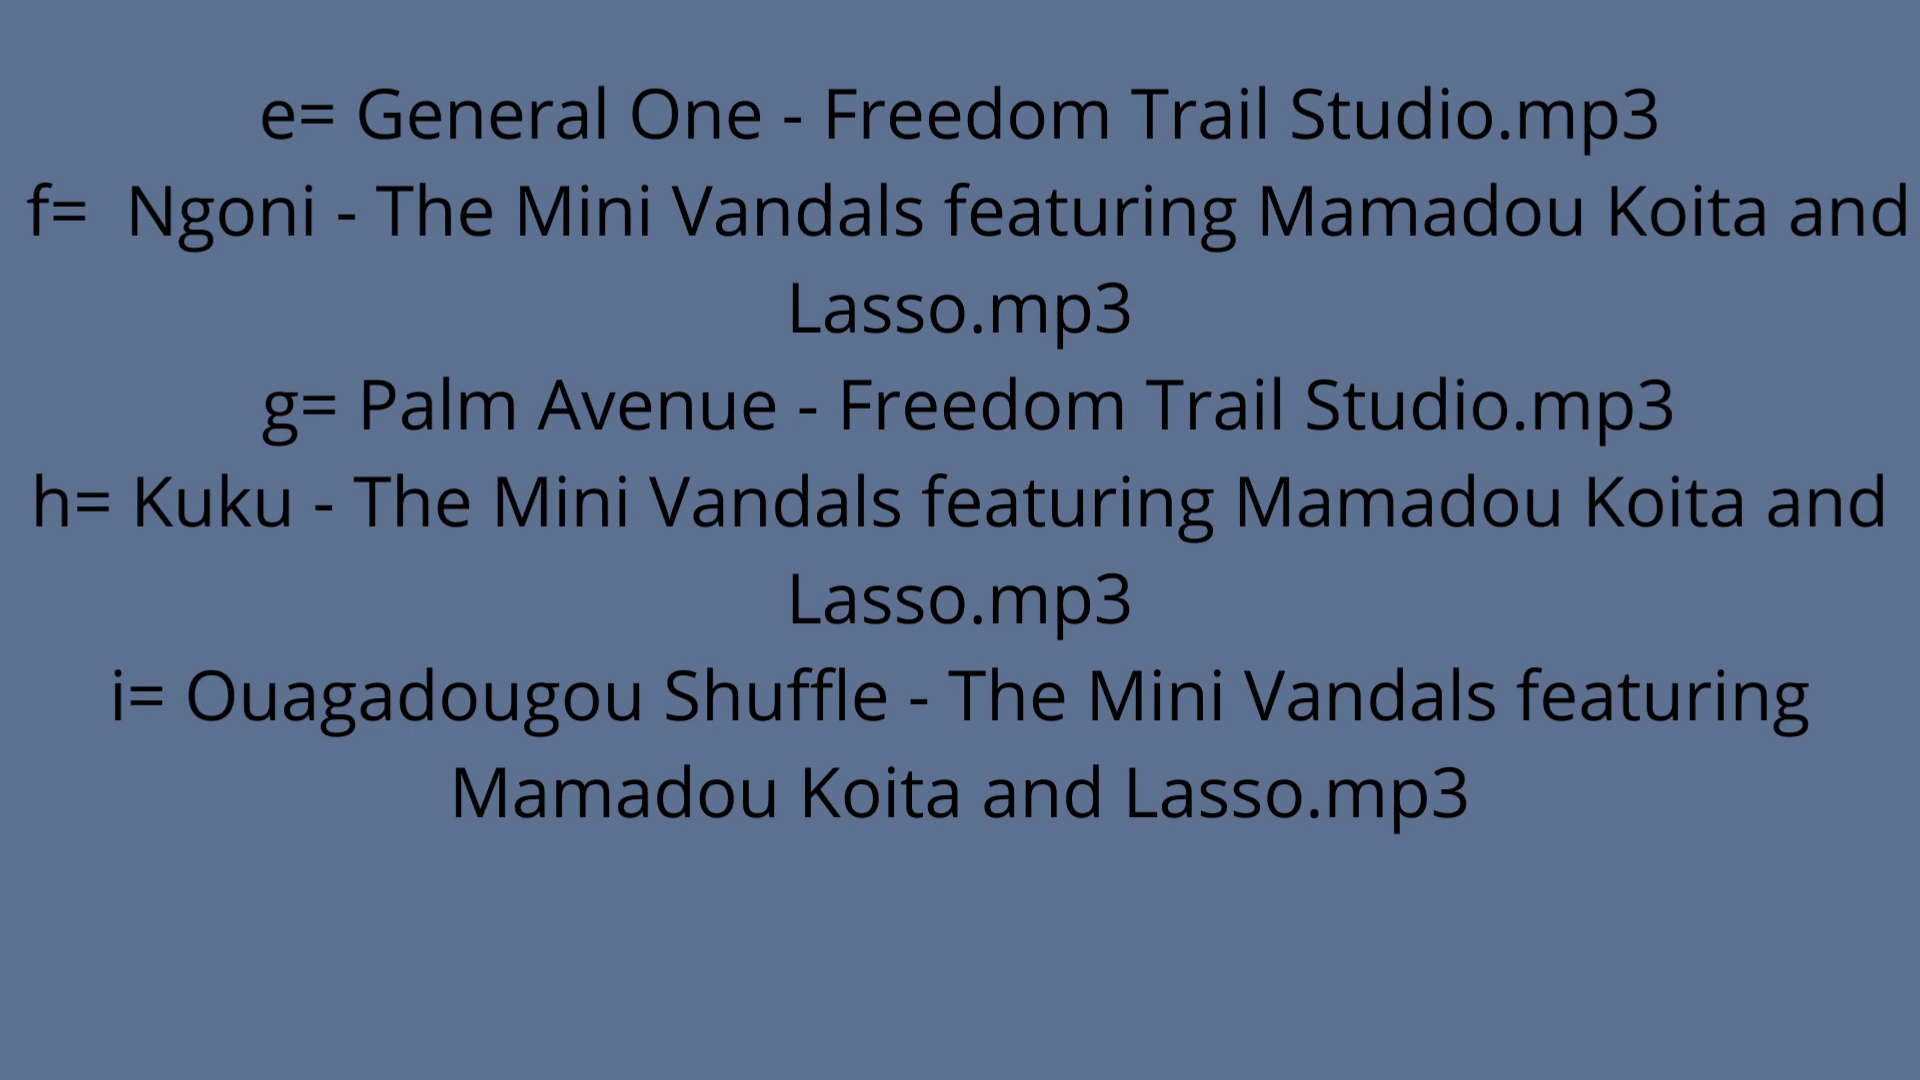 e= General One - Freedom Trail Studio.mp3
f=  Ngoni - The Mini Vandals featuring Mamadou Koita and
Lasso.mp3
g= Palm Avenue - Freedom Trail Studio.mp3
h= Kuku - The Mini Vandals featuring Mamadou Koita and
Lasso.mp3
i= Ouagadougou Shuffle - The Mini Vandals featuring
Mamadou Koita and Lasso.mp3